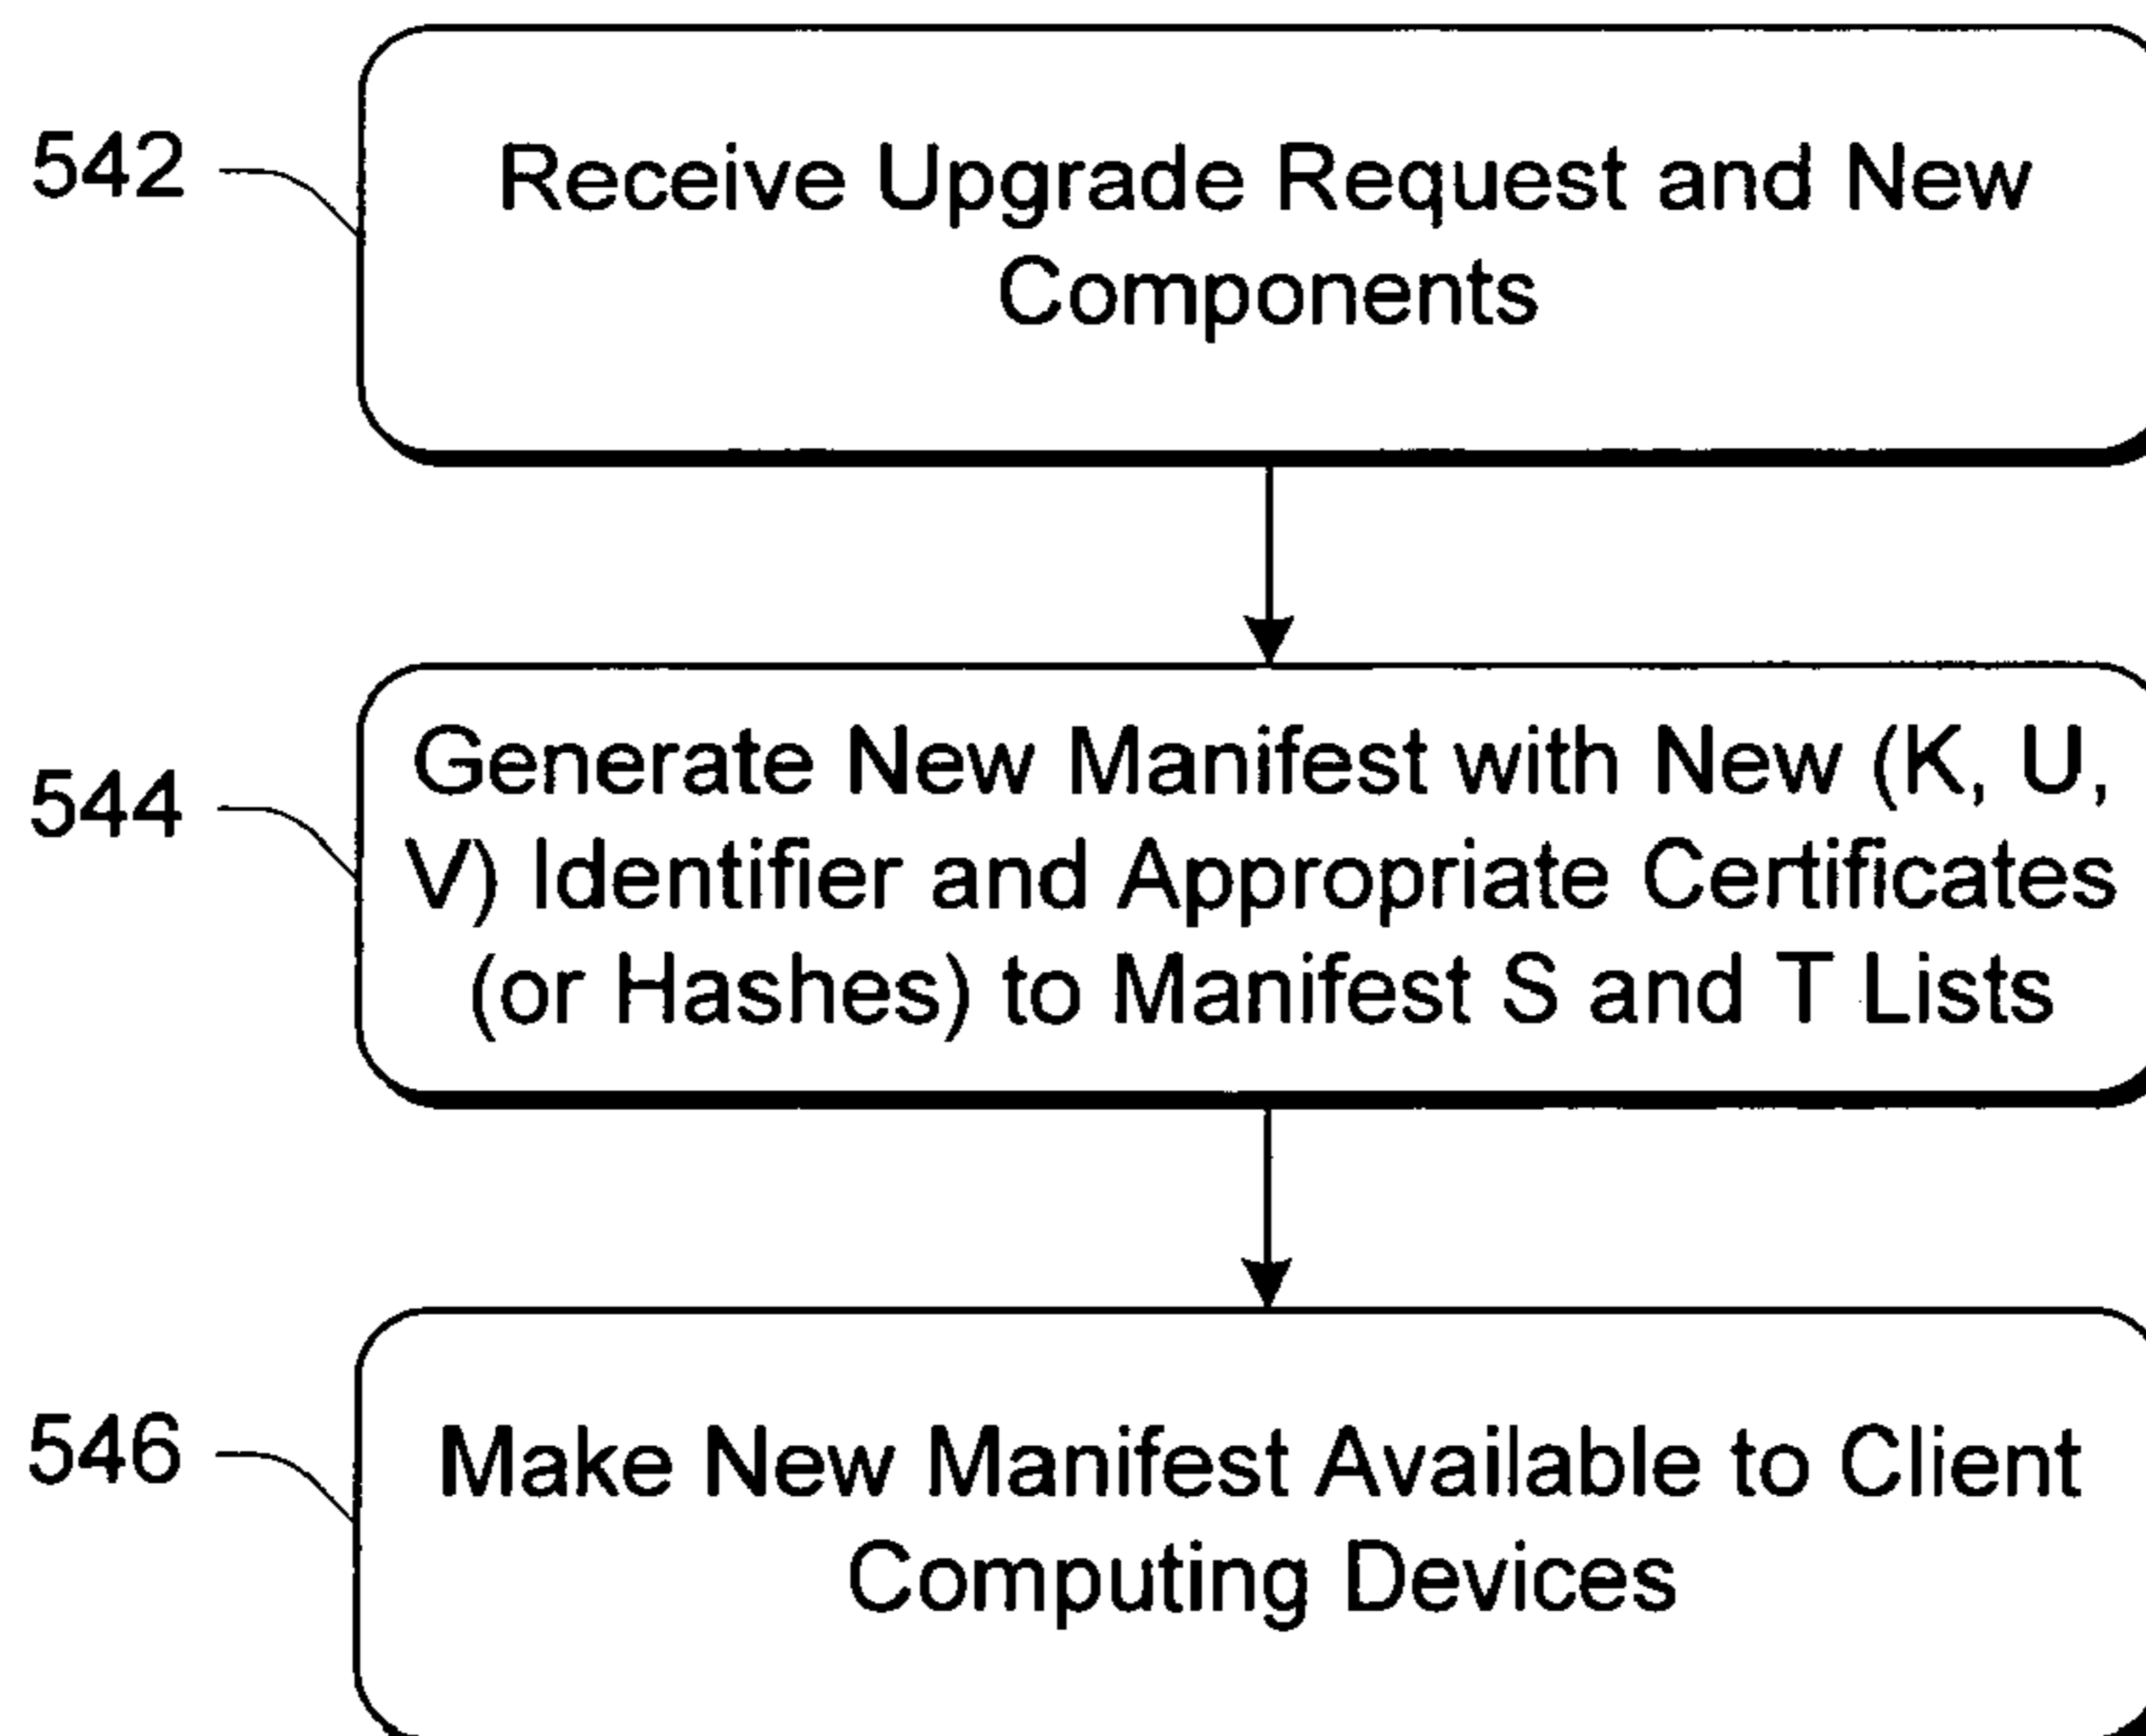 542
Receive Upgrade Request and New
Components
544
Generate New Manifest with New (K, U,
V) Identifier and Appropriate Certificates
(or Hashes) to Manifest S and T Lists
546
Make New Manifest Available to Client
Computing Devices